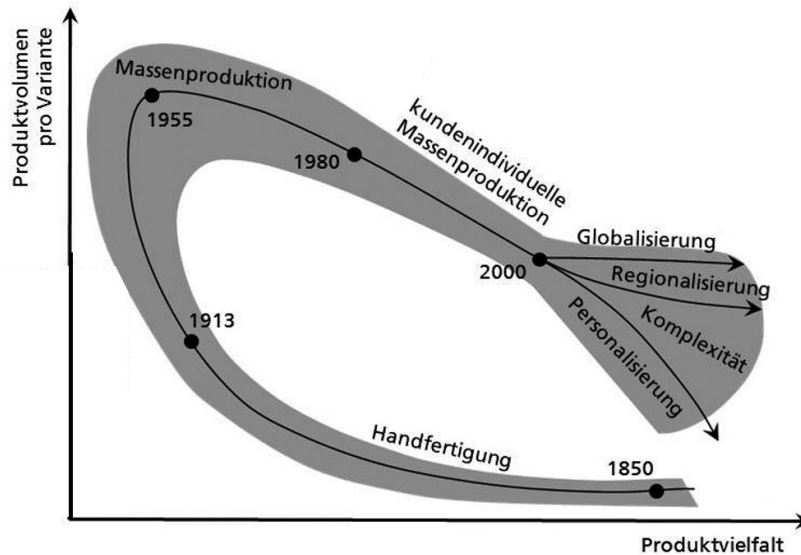 Produktvolumen
pro Variante
Massenproduktion
1955
1980
kundenindividuelle
Massenproduktion
2000
Globalisierung
Regionalisierung
Komplexität
Personalisierung
1913
Handfertigung
1850
Produktvielfalt